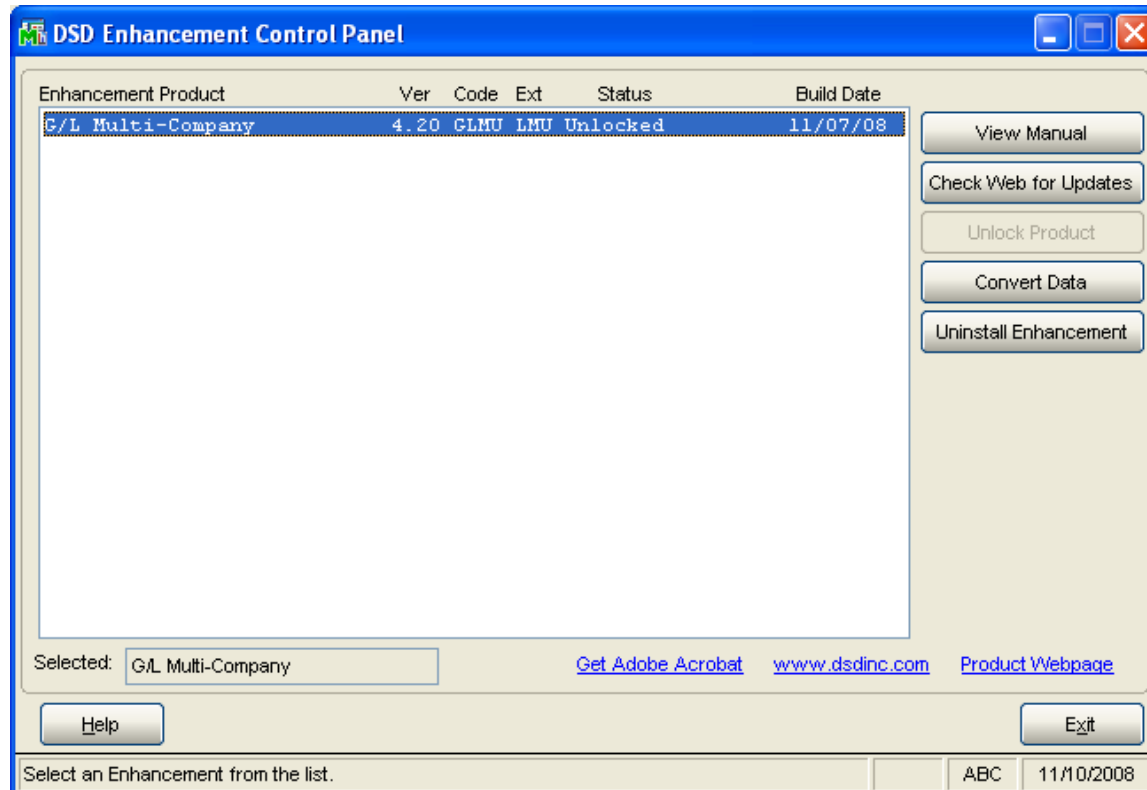 DSD Enhancement Control Panel
Enhancement Product Ver Code Ext Status Build Date
G/L Multi-Company 4.20 GLMU LMU Unlocked 11/07/08
View Manual
Check Web for Updates
Unlock Product
Convert Data
Uninstall Enhancement
Selected: G/L Multi-Company Get Adobe Acrobat www.dsdinc.com Product Webpage
Help Exit
Select an Enhancement from the list. ABC 11/10/2008